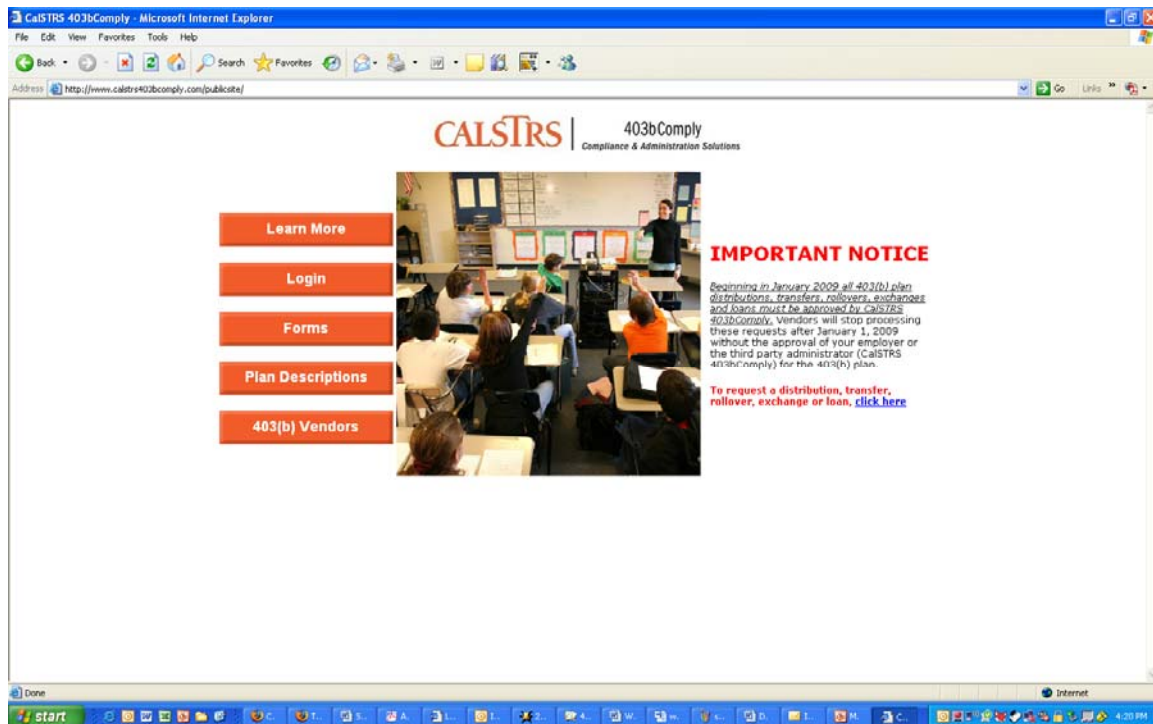 CalSTRS 403bComply - Microsoft Internet Explorer
File Edit View Favorites Tools Help
Back Search Favorites
Address http://www.calstrs403bcomply.com/publicsite/ Go Links »
CALSTRS 403bComply
Compliance & Administration Solutions
Learn More
Login
Forms
Plan Descriptions
403(b) Vendors
IMPORTANT NOTICE
Beginning in January 2009 all 403(b) plan
distributions, transfers, rollovers, exchanges
and loans must be approved by CalSTRS
403bComply. Vendors will stop processing
these requests after January 1, 2009
without the approval of your employer or
the third party administrator (CalSTRS
403bComply) for the 403(b) plan.
To request a distribution, transfer,
rollover, exchange or loan, click here
Done Internet
start C. T.. S.. A. L.. I.. 2.. 4.. W. w. s.. D. I.. M. C.. 4:20 PM